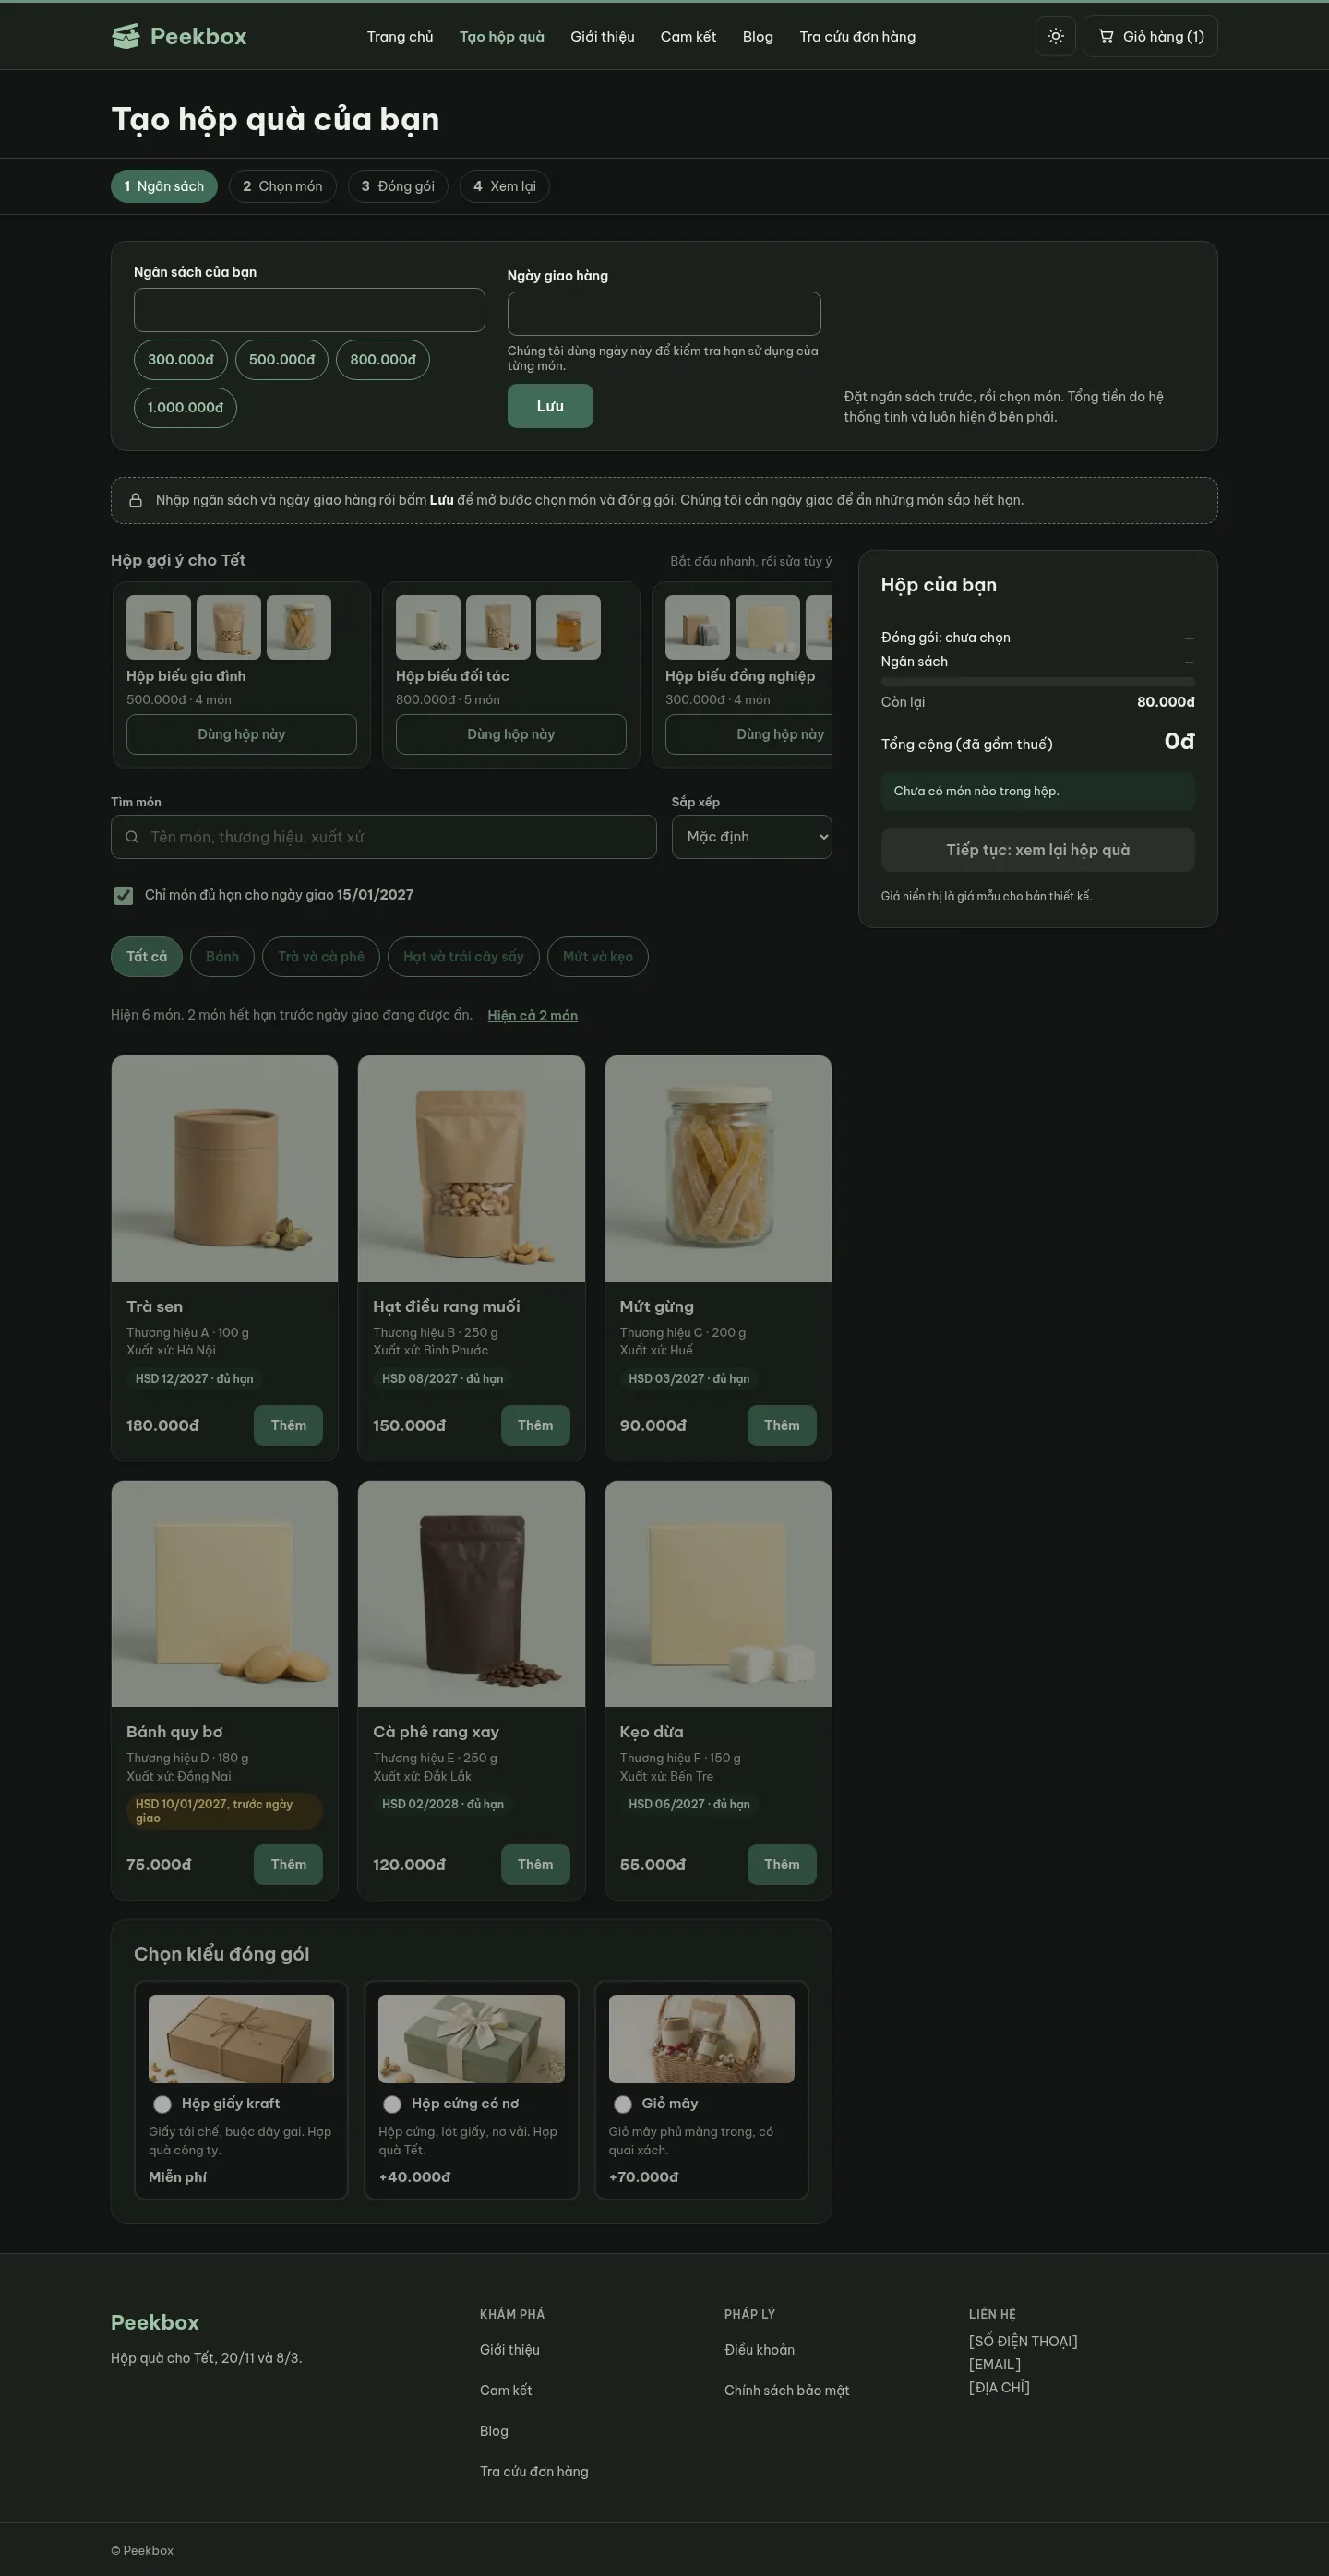 Peekbox
Trang chủ
Tạo hộp quà
Giới thiệu
Cam kết
Blog
Tra cứu đơn hàng
Giỏ hàng (1)
Tạo hộp quà của bạn
1 Ngân sách
2 Chọn món
3 Đóng gói
4 Xem lại
Ngân sách của bạn
300.000đ
500.000đ
800.000đ
1.000.000đ
Ngày giao hàng
Chúng tôi dùng ngày này để kiểm tra hạn sử dụng của
từng món.
Lưu
Đặt ngân sách trước, rồi chọn món. Tổng tiền do hệ
thống tính và luôn hiện ở bên phải.
Nhập ngân sách và ngày giao hàng rồi bấm Lưu để mở bước chọn món và đóng gói. Chúng tôi cần ngày giao để ẩn những món sắp hết hạn.
Hộp gợi ý cho Tết
Bắt đầu nhanh, rồi sửa tùy ý
Hộp biếu gia đình
500.000đ · 4 món
Dùng hộp này
Hộp biếu đối tác
800.000đ · 5 món
Dùng hộp này
Hộp biếu đồng nghiệp
300.000đ · 4 món
Dùng hộp này
Tìm món
Tên món, thương hiệu, xuất xứ
Sắp xếp
Mặc định
Chỉ món đủ hạn cho ngày giao 15/01/2027
Tất cả
Bánh
Trà và cà phê
Hạt và trái cây sấy
Mứt và kẹo
Hiện 6 món. 2 món hết hạn trước ngày giao đang được ẩn.
Hiện cả 2 món
Trà sen
Thương hiệu A · 100 g
Xuất xứ: Hà Nội
HSD 12/2027 · đủ hạn
180.000đ
Thêm
Hạt điều rang muối
Thương hiệu B · 250 g
Xuất xứ: Bình Phước
HSD 08/2027 · đủ hạn
150.000đ
Thêm
Mứt gừng
Thương hiệu C · 200 g
Xuất xứ: Huế
HSD 03/2027 · đủ hạn
90.000đ
Thêm
Bánh quy bơ
Thương hiệu D · 180 g
Xuất xứ: Đồng Nai
HSD 10/01/2027, trước ngày
giao
75.000đ
Thêm
Cà phê rang xay
Thương hiệu E · 250 g
Xuất xứ: Đắk Lắk
HSD 02/2028 · đủ hạn
120.000đ
Thêm
Kẹo dừa
Thương hiệu F · 150 g
Xuất xứ: Bến Tre
HSD 06/2027 · đủ hạn
55.000đ
Thêm
Chọn kiểu đóng gói
Hộp giấy kraft
Giấy tái chế, buộc dây gai. Hợp
quà công ty.
Miễn phí
Hộp cứng có nơ
Hộp cứng, lót giấy, nơ vải. Hợp
quà Tết.
+40.000đ
Giỏ mây
Giỏ mây phủ màng trong, có
quai xách.
+70.000đ
Hộp của bạn
Đóng gói: chưa chọn –
Ngân sách –
Còn lại 80.000đ
Tổng cộng (đã gồm thuế) 0đ
Chưa có món nào trong hộp.
Tiếp tục: xem lại hộp quà
Giá hiển thị là giá mẫu cho bản thiết kế.
Peekbox
Hộp quà cho Tết, 20/11 và 8/3.
KHÁM PHÁ
Giới thiệu
Cam kết
Blog
Tra cứu đơn hàng
PHÁP LÝ
Điều khoản
Chính sách bảo mật
LIÊN HỆ
[SỐ ĐIỆN THOẠI]
[EMAIL]
[ĐỊA CHỈ]
© Peekbox